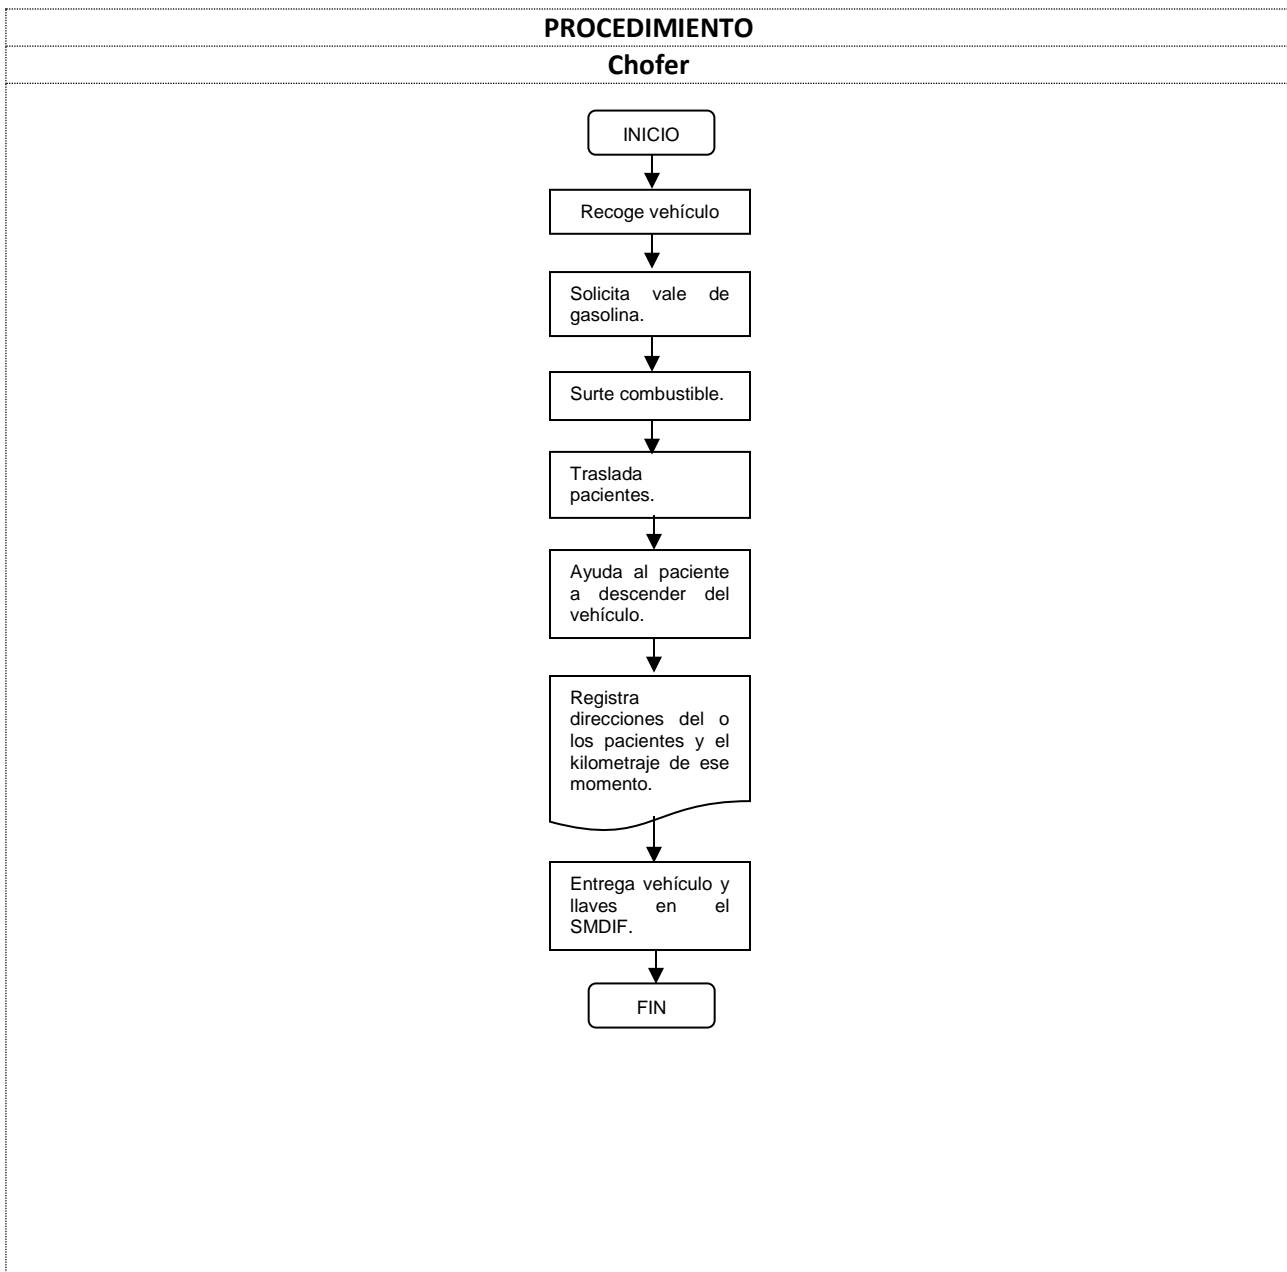 PROCEDIMIENTO
Chofer
INICIO
Recoge vehículo
Solicita vale de
gasolina.
Surte combustible.
Traslada
pacientes.
Ayuda al paciente
a descender del
vehículo.
Registra
direcciones del o
los pacientes y el
kilometraje de ese
momento.
Entrega vehículo y
llaves en el
SMDIF.
FIN